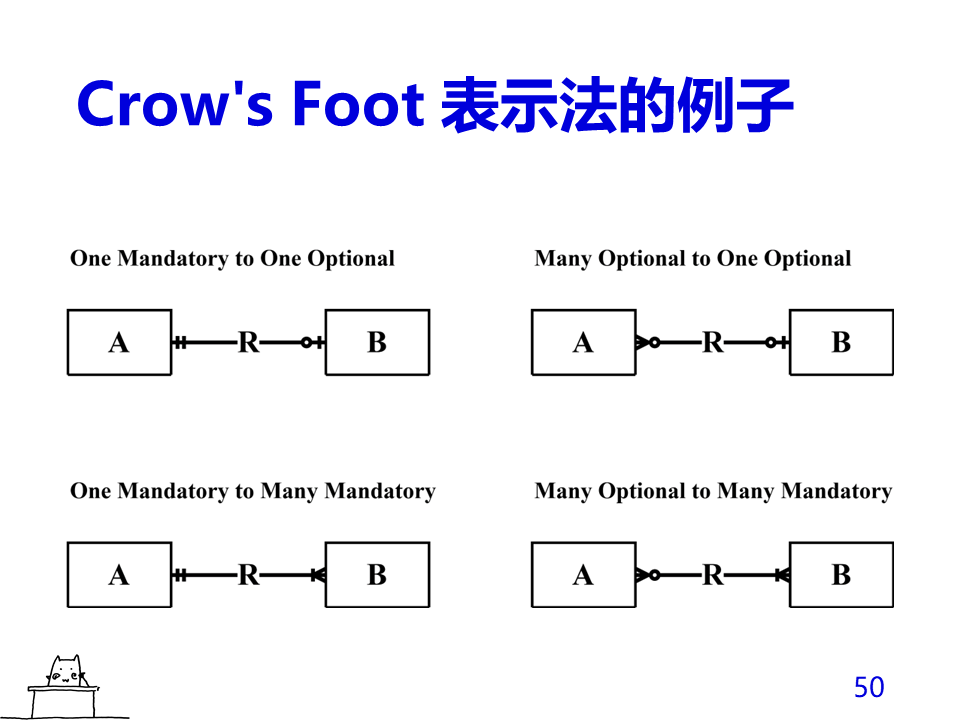 Crow's Foot 表示法的例子
One Mandatory to One Optional
Many Optional to One Optional
A R B
A R B
One Mandatory to Many Mandatory
Many Optional to Many Mandatory
A R B
A R B
50